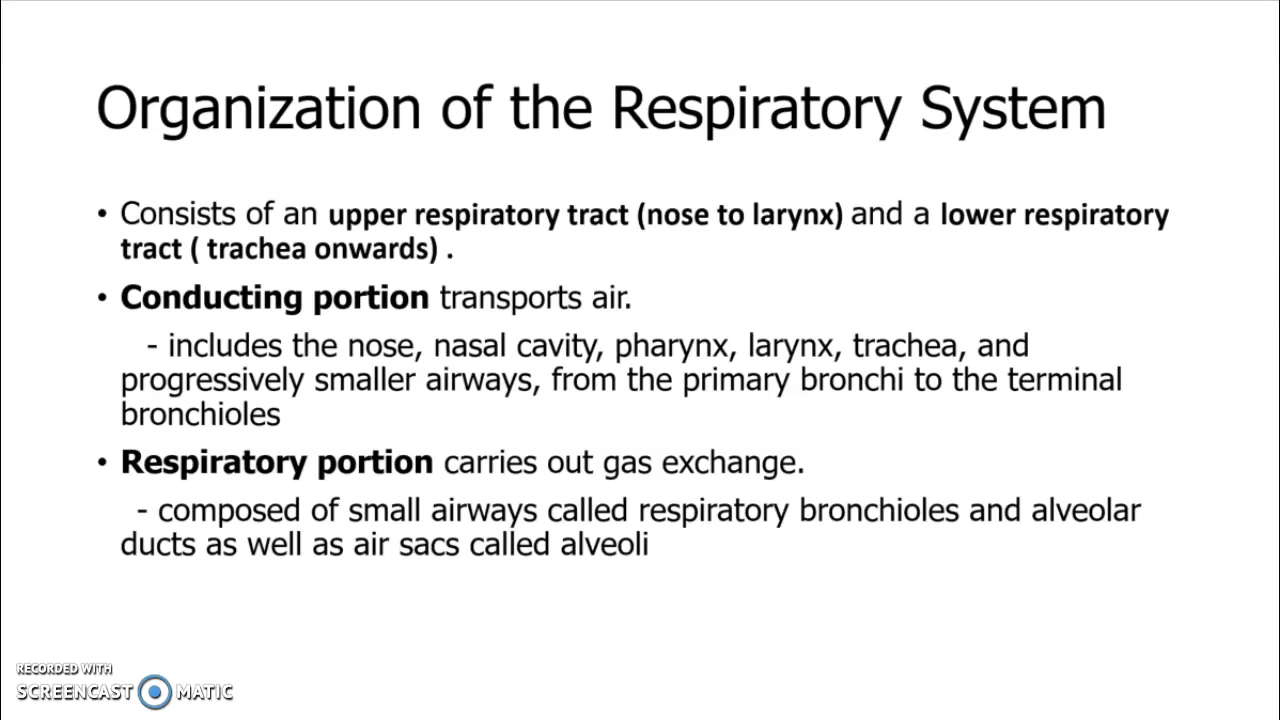 Organization of the Respiratory System
• Consists of an upper respiratory tract (nose to larynx) and a lower respiratory
tract ( trachea onwards) .
• Conducting portion transports air.
- includes the nose, nasal cavity, pharynx, larynx, trachea, and
progressively smaller airways, from the primary bronchi to the terminal
bronchioles
• Respiratory portion carries out gas exchange.
- composed of small airways called respiratory bronchioles and alveolar
ducts as well as air sacs called alveoli
RECORDED WITH
SCREENCAST MATIC